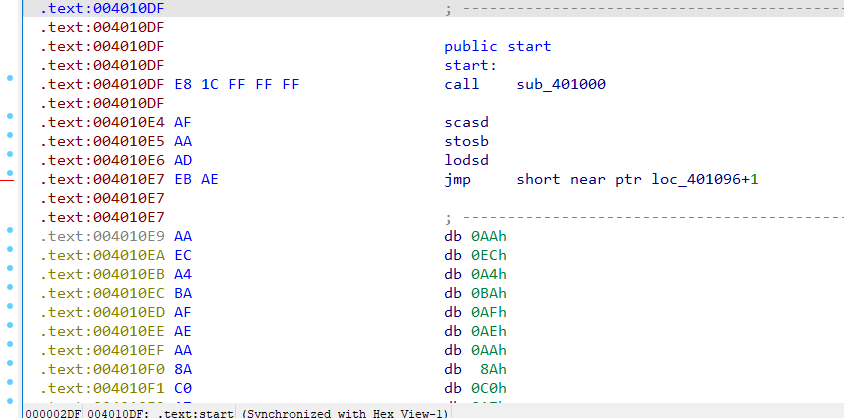 .text:004010DF ; -------------------------------------------
.text:004010DF
.text:004010DF public start
.text:004010DF start:
.text:004010DF E8 1C FF FF FF call sub_401000
.text:004010DF
.text:004010E4 AF scasd
.text:004010E5 AA stosb
.text:004010E6 AD lodsd
.text:004010E7 EB AE jmp short near ptr loc_401096+1
.text:004010E7
.text:004010E7 ; -------------------------------------------
.text:004010E9 AA db 0AAh
.text:004010EA EC db 0ECh
.text:004010EB A4 db 0A4h
.text:004010EC BA db 0BAh
.text:004010ED AF db 0AFh
.text:004010EE AE db 0AEh
.text:004010EF AA db 0AAh
.text:004010F0 8A db 8Ah
.text:004010F1 C0 db 0C0h
000002DF 004010DF: .text:start (Synchronized with Hex View-1)